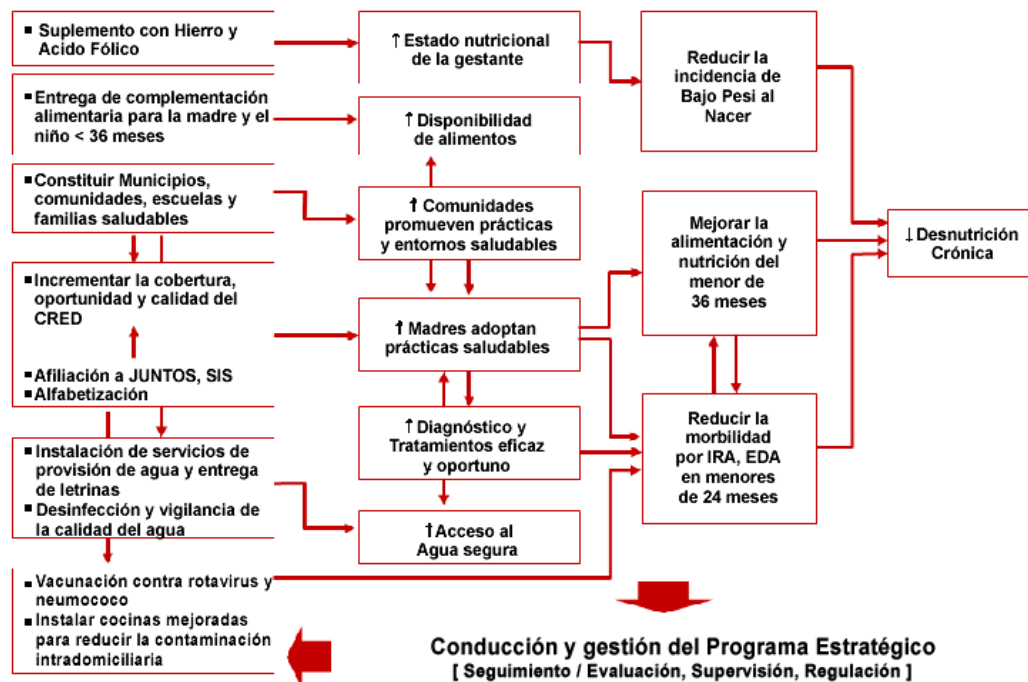 ▪ Suplemento con Hierro y
Acido Fólico
▪ Entrega de complementación
alimentaria para la madre y el
niño < 36 meses
▪ Constituir Municipios,
comunidades, escuelas y
familias saludables
▪ Incrementar la cobertura,
oportunidad y calidad del
CRED
▪ Afiliación a JUNTOS, SIS
▪ Alfabetización
▪ Instalación de servicios de
provisión de agua y entrega
de letrinas
▪ Desinfección y vigilancia de
la calidad del agua
▪ Vacunación contra rotavirus y
neumococo
▪ Instalar cocinas mejoradas
para reducir la contaminación
intradomiciliaria
↑ Estado nutricional
de la gestante
↑ Disponibilidad
de alimentos
↑ Comunidades
promueven prácticas
y entornos saludables
↑ Madres adoptan
prácticas saludables
↑ Diagnóstico y
Tratamientos eficaz
y oportuno
↑ Acceso al
Agua segura
Reducir la
incidencia de
Bajo Pesi al
Nacer
Mejorar la
alimentación y
nutrición del
menor de
36 meses
Reducir la
morbilidad
por IRA, EDA
en menores
de 24 meses
↓ Desnutrición
Crónica
Conducción y gestión del Programa Estratégico
[ Seguimiento / Evaluación, Supervisión, Regulación ]